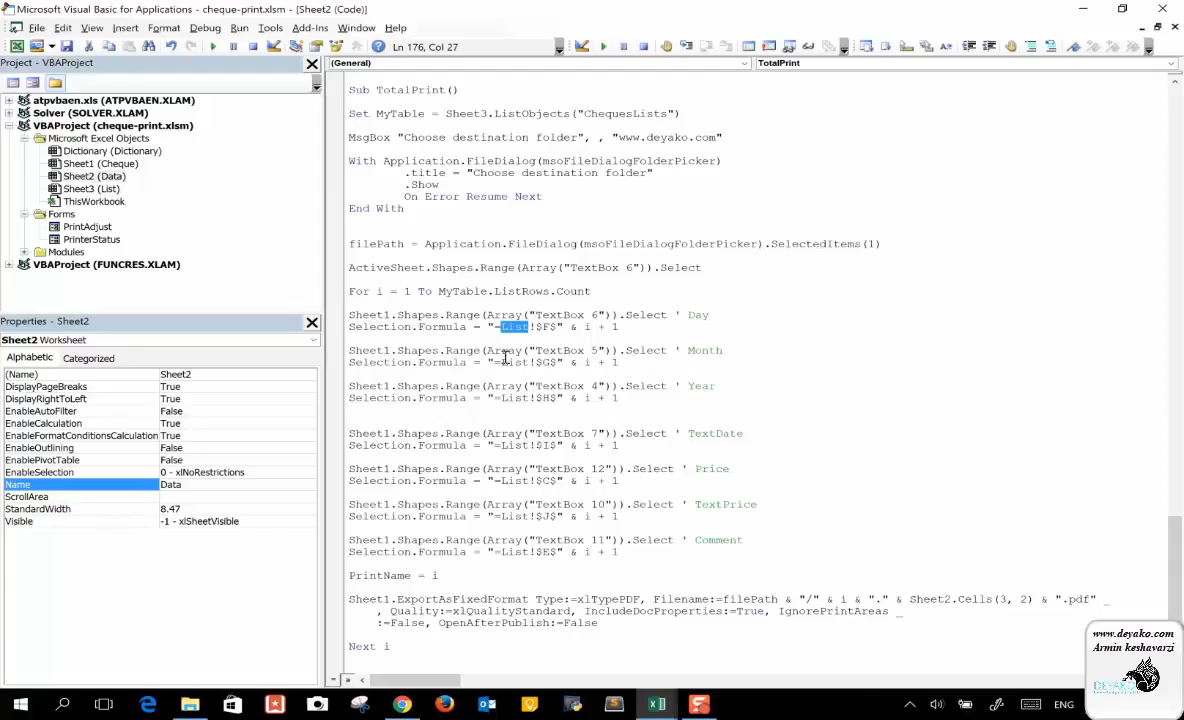 Microsoft Visual Basic for Applications - cheque-print.xlsm - [Sheet2 (Code)]
File Edit View Insert Format Debug Run Tools Add-Ins Window Help
Ln 176, Col 27
Project - VBAProject
(General)
TotalPrint
atpvbaen.xls (ATPVBAEN.XLAM)
Solver (SOLVER.XLAM)
VBAProject (cheque-print.xlsm)
Microsoft Excel Objects
Dictionary (Dictionary)
Sheet1 (Cheque)
Sheet2 (Data)
Sheet3 (List)
ThisWorkbook
Forms
PrintAdjust
PrinterStatus
Modules
VBAProject (FUNCRES.XLAM)
Properties - Sheet2
Sheet2 Worksheet
Alphabetic Categorized
(Name) Sheet2
DisplayPageBreaks True
DisplayRightToLeft True
EnableAutoFilter False
EnableCalculation True
EnableFormatConditionsCalculation True
EnableOutlining False
EnablePivotTable False
EnableSelection 0 - xlNoRestrictions
Name Data
ScrollArea
StandardWidth 8.47
Visible -1 - xlSheetVisible
Sub TotalPrint()
Set MyTable = Sheet3.ListObjects("ChequesLists")
MsgBox "Choose destination folder", , "www.deyako.com"
With Application.FileDialog(msoFileDialogFolderPicker)
.title = "Choose destination folder"
.Show
On Error Resume Next
End With
filePath = Application.FileDialog(msoFileDialogFolderPicker).SelectedItems(1)
ActiveSheet.Shapes.Range(Array("TextBox 6")).Select
For i = 1 To MyTable.ListRows.Count
Sheet1.Shapes.Range(Array("TextBox 6")).Select ' Day
Selection.Formula = "=List!$F$" & i + 1
Sheet1.Shapes.Range(Array("TextBox 5")).Select ' Month
Selection.Formula = "=List!$G$" & i + 1
Sheet1.Shapes.Range(Array("TextBox 4")).Select ' Year
Selection.Formula = "=List!$H$" & i + 1
Sheet1.Shapes.Range(Array("TextBox 7")).Select ' TextDate
Selection.Formula = "=List!$I$" & i + 1
Sheet1.Shapes.Range(Array("TextBox 12")).Select ' Price
Selection.Formula = "=List!$C$" & i + 1
Sheet1.Shapes.Range(Array("TextBox 10")).Select ' TextPrice
Selection.Formula = "=List!$J$" & i + 1
Sheet1.Shapes.Range(Array("TextBox 11")).Select ' Comment
Selection.Formula = "=List!$E$" & i + 1
PrintName = i
Sheet1.ExportAsFixedFormat Type:=xlTypePDF, Filename:=filePath & "/" & i & "." & Sheet2.Cells(3, 2) & ".pdf" _
, Quality:=xlQualityStandard, IncludeDocProperties:=True, IgnorePrintAreas _
:=False, OpenAfterPublish:=False
Next i
www.deyako.com
Armin keshavarzi
DEYAKO
ENG